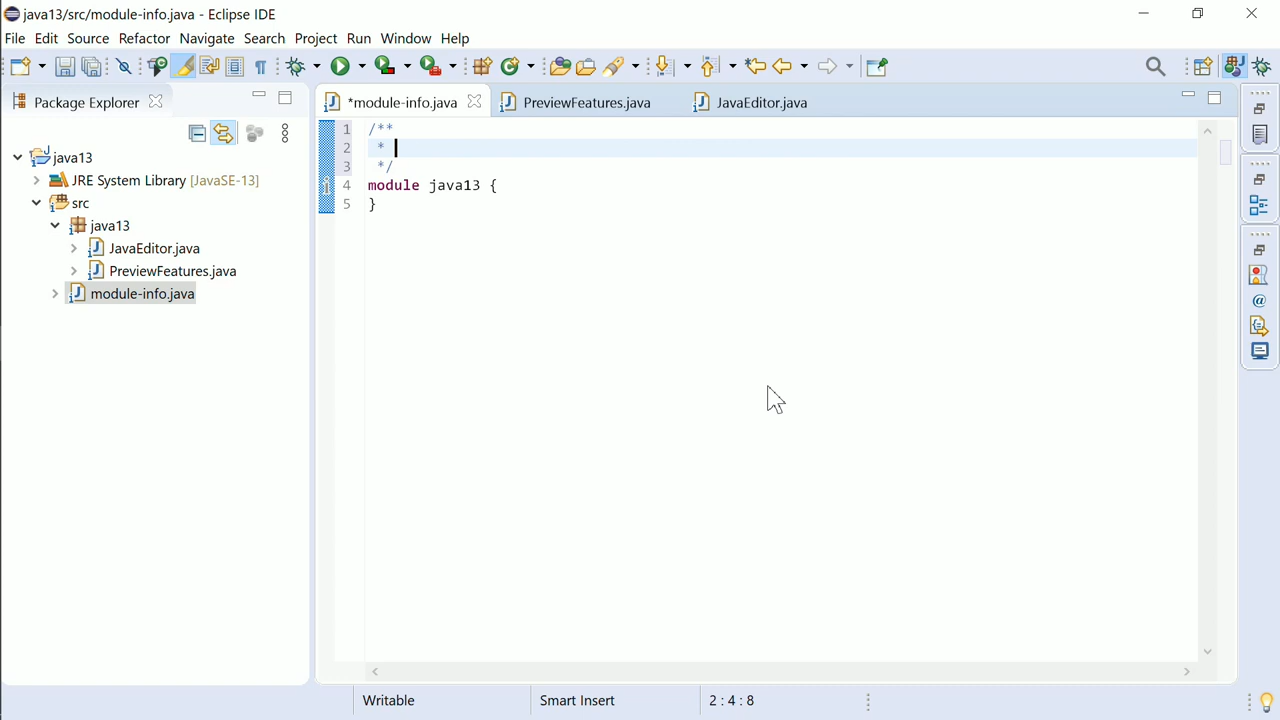 java13/src/module-info.java - Eclipse IDE
File Edit Source Refactor Navigate Search Project Run Window Help
Package Explorer
*module-info.java PreviewFeatures.java JavaEditor.java
java13
JRE System Library [JavaSE-13]
src
java13
JavaEditor.java
PreviewFeatures.java
module-info.java
1 /**
2 *
3 */
4 module java13 {
5 }
Writable Smart Insert 2 : 4 : 8